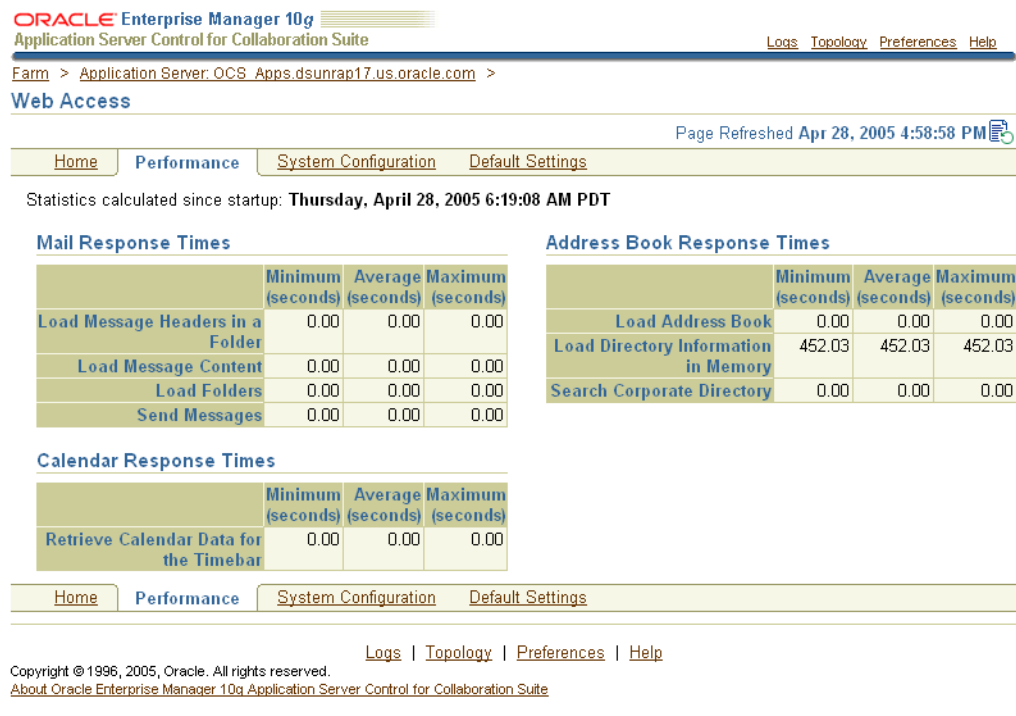 ORACLE Enterprise Manager 10g
Application Server Control for Collaboration Suite
Logs Topology Preferences Help
Farm > Application Server: OCS_Apps.dsunrap17.us.oracle.com >
Web Access
Page Refreshed Apr 28, 2005 4:58:58 PM
Home Performance System Configuration Default Settings
Statistics calculated since startup: Thursday, April 28, 2005 6:19:08 AM PDT
Mail Response Times
Minimum (seconds) Average (seconds) Maximum (seconds)
Load Message Headers in a Folder 0.00 0.00 0.00
Load Message Content 0.00 0.00 0.00
Load Folders 0.00 0.00 0.00
Send Messages 0.00 0.00 0.00
Address Book Response Times
Minimum (seconds) Average (seconds) Maximum (seconds)
Load Address Book 0.00 0.00 0.00
Load Directory Information in Memory 452.03 452.03 452.03
Search Corporate Directory 0.00 0.00 0.00
Calendar Response Times
Minimum (seconds) Average (seconds) Maximum (seconds)
Retrieve Calendar Data for the Timebar 0.00 0.00 0.00
Home Performance System Configuration Default Settings
Logs | Topology | Preferences | Help
Copyright © 1996, 2005, Oracle. All rights reserved.
About Oracle Enterprise Manager 10g Application Server Control for Collaboration Suite